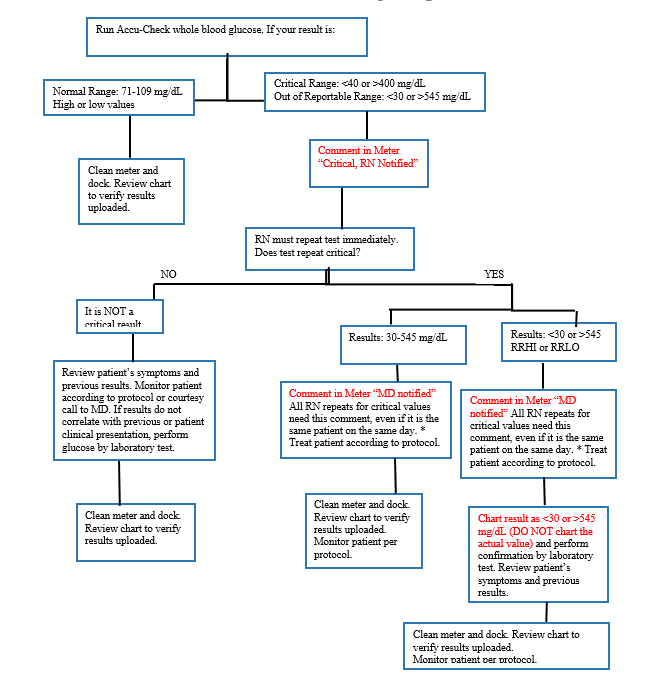 Run Accu-Check whole blood glucose. If your result is:
Normal Range: 71-109 mg/dL
High or low values
Critical Range: <40 or >400 mg/dL
Out of Reportable Range: <30 or >545 mg/dL
Comment in Meter
“Critical, RN Notified”
Clean meter and
dock. Review chart
to verify results
uploaded.
RN must repeat test immediately.
Does test repeat critical?
NO
YES
It is NOT a
critical result
Results: 30-545 mg/dL
Results: <30 or >545
RRHI or RRLO
Review patient’s symptoms and
previous results. Monitor patient
according to protocol or courtesy
call to MD. If results do not
correlate with previous or patient
clinical presentation, perform
glucose by laboratory test.
Comment in Meter “MD notified”
All RN repeats for critical values
need this comment, even if it is the
same patient on the same day. *
Treat patient according to protocol.
Comment in Meter “MD
notified” All RN repeats for
critical values need this
comment, even if it is the same
patient on the same day. * Treat
patient according to protocol.
Clean meter and dock.
Review chart to verify
results uploaded.
Clean meter and dock.
Review chart to verify
results uploaded.
Monitor patient per
protocol.
Chart result as <30 or >545
mg/dL (DO NOT chart the
actual value) and perform
confirmation by laboratory
test. Review patient’s
symptoms and previous
results.
Clean meter and dock. Review chart to
verify results uploaded.
Monitor patient per protocol.